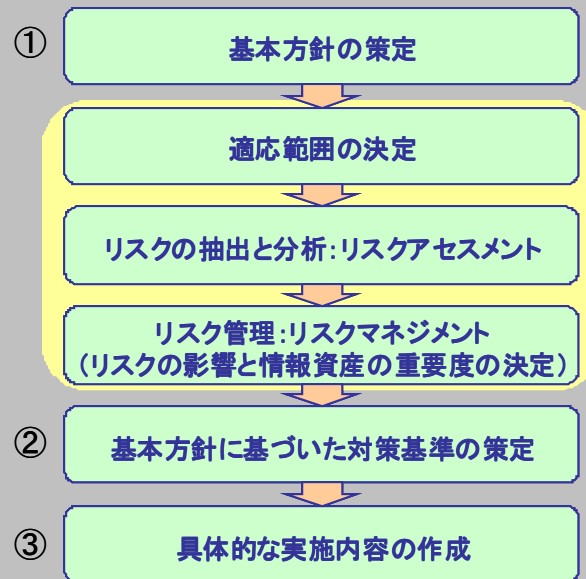 ① 基本方針の策定
適応範囲の決定
リスクの抽出と分析:リスクアセスメント
リスク管理:リスクマネジメント
(リスクの影響と情報資産の重要度の決定)
② 基本方針に基づいた対策基準の策定
③ 具体的な実施内容の作成